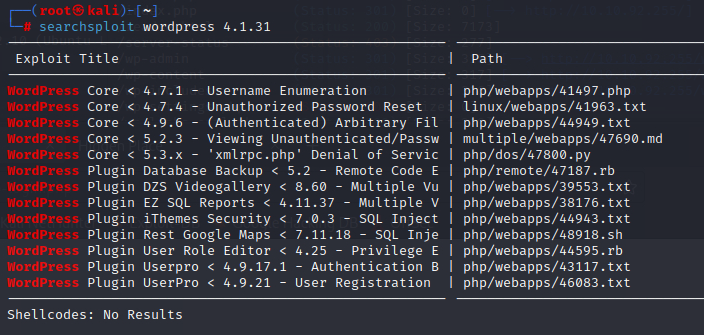 ┌──(root㉿kali)-[~]
└─# searchsploit wordpress 4.1.31
Exploit Title | Path
WordPress Core < 4.7.1 - Username Enumeration | php/webapps/41497.php
WordPress Core < 4.7.4 - Unauthorized Password Reset | linux/webapps/41963.txt
WordPress Core < 4.9.6 - (Authenticated) Arbitrary Fil | php/webapps/44949.txt
WordPress Core < 5.2.3 - Viewing Unauthenticated/Passw | multiple/webapps/47690.md
WordPress Core < 5.3.x - 'xmlrpc.php' Denial of Servic | php/dos/47800.py
WordPress Plugin Database Backup < 5.2 - Remote Code E | php/remote/47187.rb
WordPress Plugin DZS Videogallery < 8.60 - Multiple Vu | php/webapps/39553.txt
WordPress Plugin EZ SQL Reports < 4.11.37 - Multiple V | php/webapps/38176.txt
WordPress Plugin iThemes Security < 7.0.3 - SQL Inject | php/webapps/44943.txt
WordPress Plugin Rest Google Maps < 7.11.18 - SQL Inje | php/webapps/48918.sh
WordPress Plugin User Role Editor < 4.25 - Privilege E | php/webapps/44595.rb
WordPress Plugin Userpro < 4.9.17.1 - Authentication B | php/webapps/43117.txt
WordPress Plugin UserPro < 4.9.21 - User Registration | php/webapps/46083.txt
Shellcodes: No Results